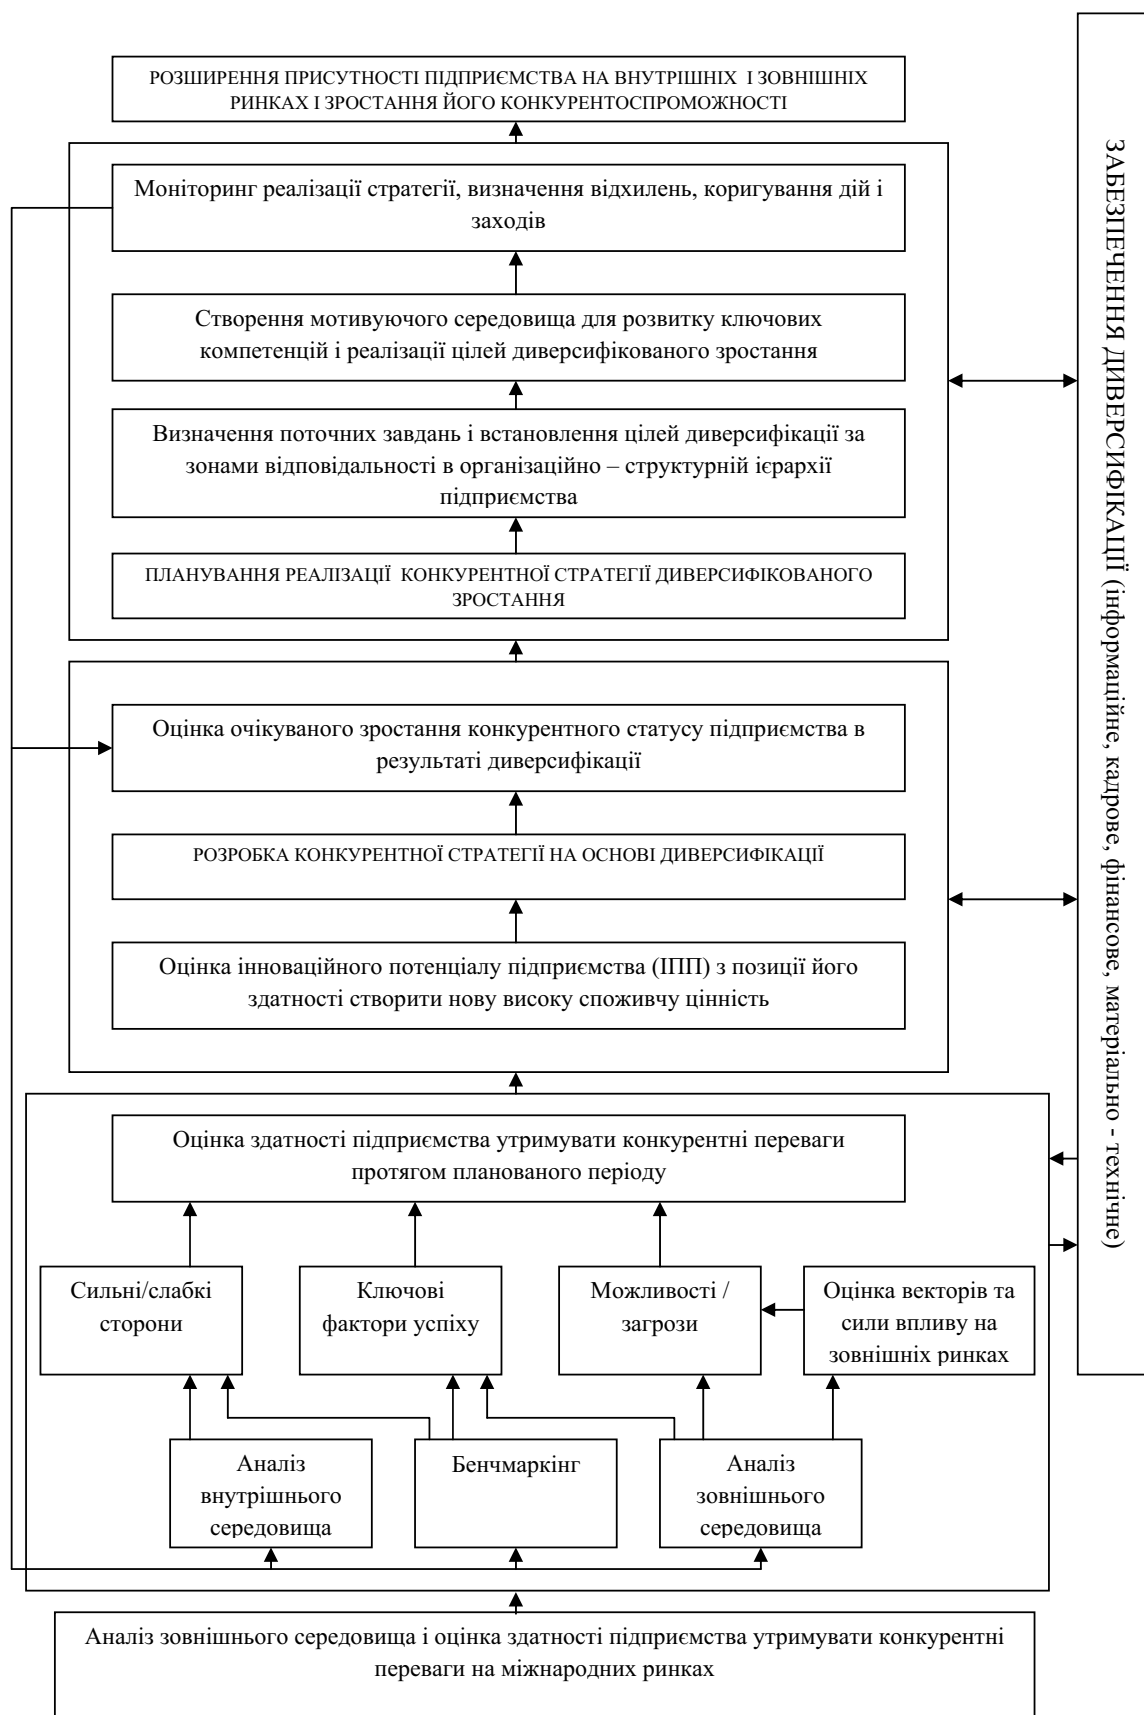 РОЗШИРЕННЯ ПРИСУТНОСТІ ПІДПРИЄМСТВА НА ВНУТРІШНІХ І ЗОВНІШНІХ
РИНКАХ І ЗРОСТАННЯ ЙОГО КОНКУРЕНТОСПРОМОЖНОСТІ
Моніторинг реалізації стратегії, визначення відхилень, коригування дій і
заходів
Створення мотивуючого середовища для розвитку ключових
компетенцій і реалізації цілей диверсифікованого зростання
Визначення поточних завдань і встановлення цілей диверсифікації за
зонами відповідальності в організаційно – структурній ієрархії
підприємства
ПЛАНУВАННЯ РЕАЛІЗАЦІЇ КОНКУРЕНТНОЇ СТРАТЕГІЇ ДИВЕРСИФІКОВАНОГО
ЗРОСТАННЯ
Оцінка очікуваного зростання конкурентного статусу підприємства в
результаті диверсифікації
РОЗРОБКА КОНКУРЕНТНОЇ СТРАТЕГІЇ НА ОСНОВІ ДИВЕРСИФІКАЦІЇ
Оцінка інноваційного потенціалу підприємства (ІПП) з позиції його
здатності створити нову високу споживчу цінність
Оцінка здатності підприємства утримувати конкурентні переваги
протягом планованого періоду
Сильні/слабкі
сторони
Ключові
фактори успіху
Можливості /
загрози
Оцінка векторів та
сили впливу на
зовнішніх ринках
Аналіз
внутрішнього
середовища
Бенчмаркінг
Аналіз
зовнішнього
середовища
Аналіз зовнішнього середовища і оцінка здатності підприємства утримувати конкурентні
переваги на міжнародних ринках
ЗАБЕЗПЕЧЕННЯ ДИВЕРСИФІКАЦІЇ (інформаційне, кадрове, фінансове, матеріально - технічне)